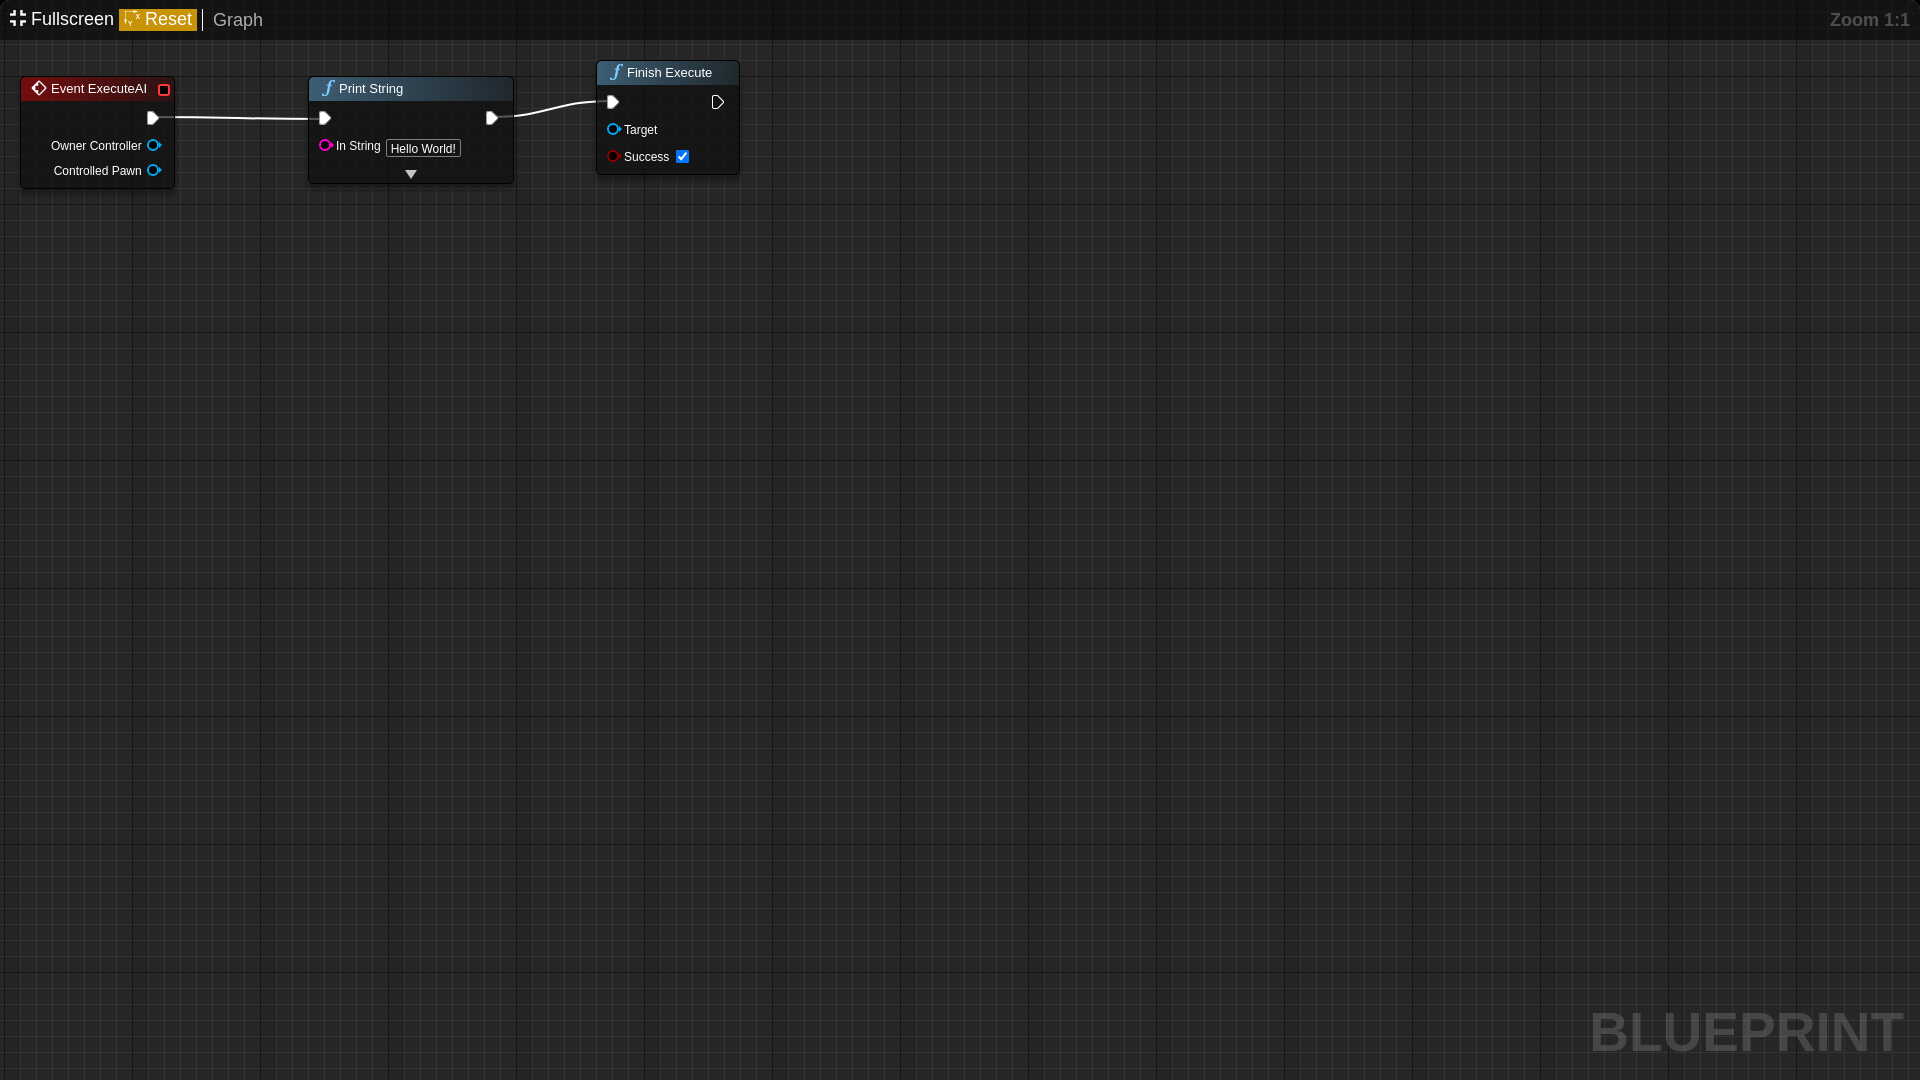 Fullscreen Reset Graph Zoom 1:1
Event ExecuteAI
Owner Controller
Controlled Pawn
Print String
In String Hello World!
Finish Execute
Target
Success
BLUEPRINT